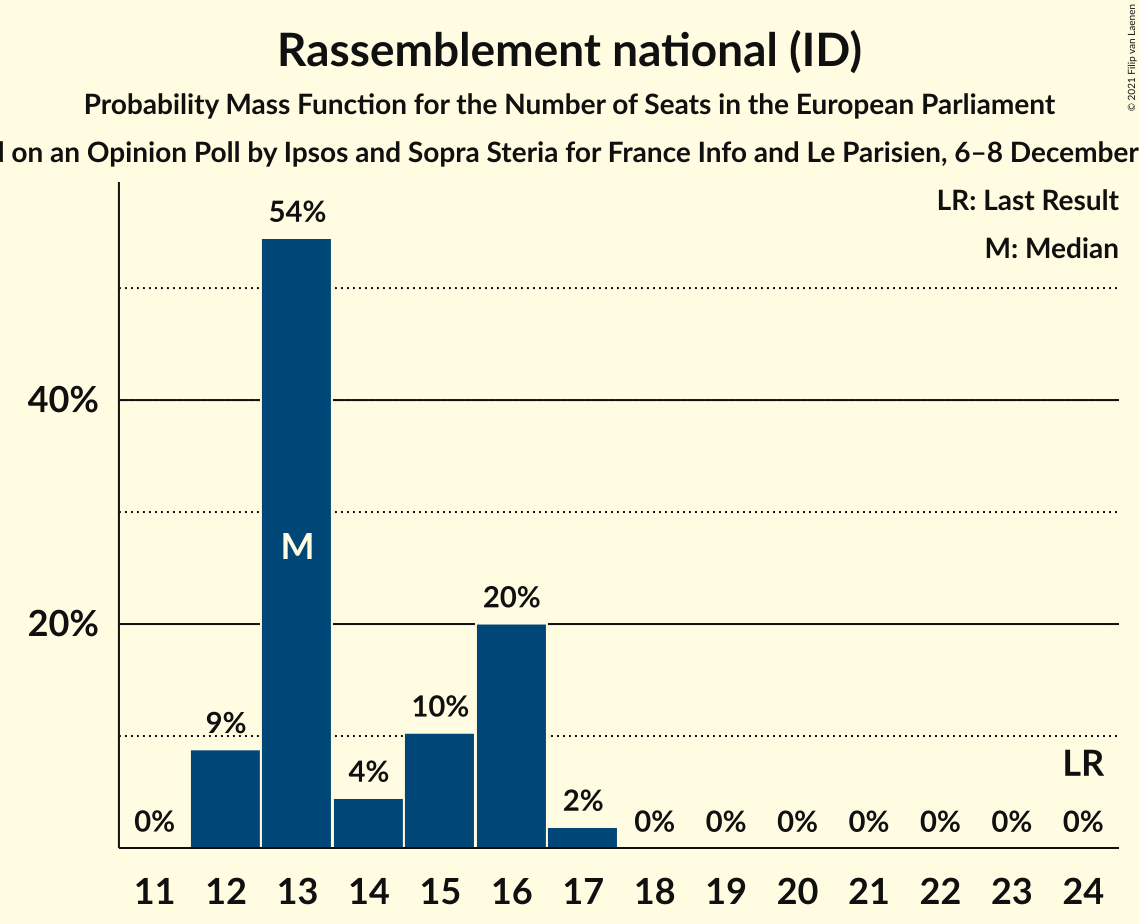 Rassemblement national (ID)
Probability Mass Function for the Number of Seats in the European Parliament
on an Opinion Poll by Ipsos and Sopra Steria for France Info and Le Parisien, 6–8 December
© 2021 Filip van Laenen
LR: Last Result
M: Median
54%
40%
M
20%
20%
10%
9%
LR
4%
2%
0% 0% 0% 0% 0% 0% 0% 0%
11 12 13 14 15 16 17 18 19 20 21 22 23 24